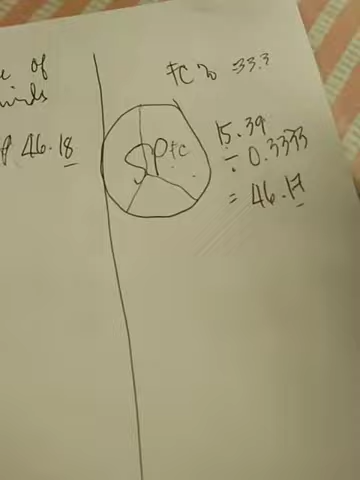 e of
P 46.18
FC % = 33.3
SP FC
15.39
÷ 0.3333
= 46.17